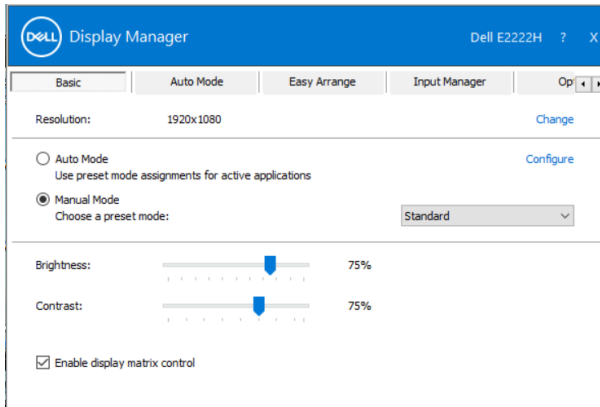 DELL Display Manager Dell E2222H ? X
Basic Auto Mode Easy Arrange Input Manager Op
Resolution: 1920x1080 Change
Auto Mode Configure
Use preset mode assignments for active applications
Manual Mode
Choose a preset mode: Standard
Brightness: 75%
Contrast: 75%
Enable display matrix control